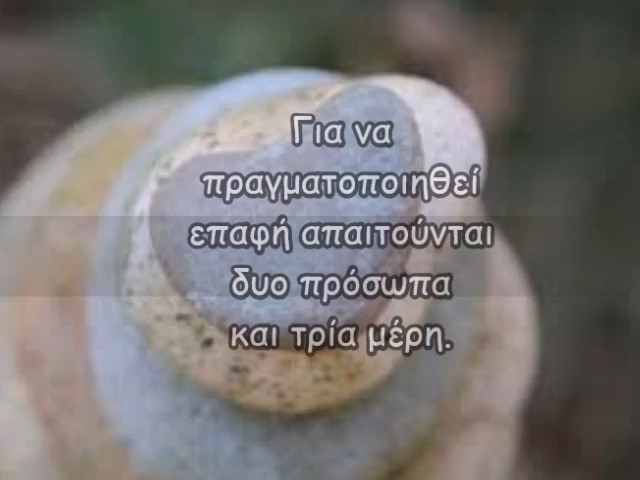 Για να
πραγματοποιηθεί
επαφή απαιτούνται
δυο πρόσωπα
και τρία μέρη.